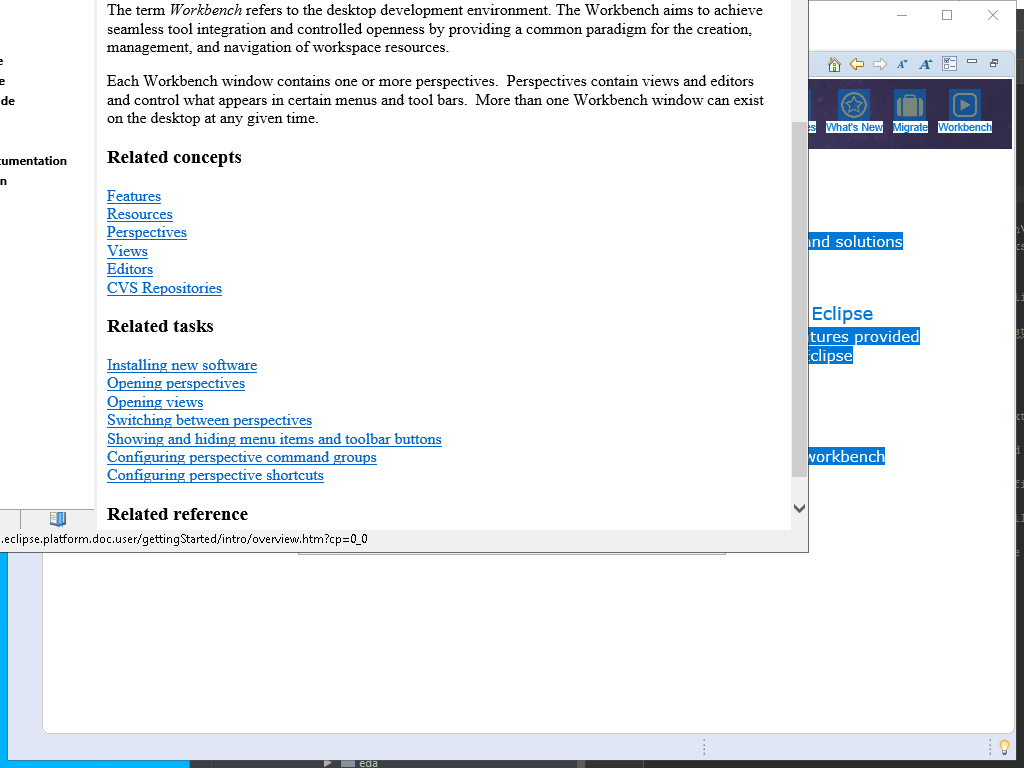 The term Workbench refers to the desktop development environment. The Workbench aims to achieve
seamless tool integration and controlled openness by providing a common paradigm for the creation,
management, and navigation of workspace resources.
Each Workbench window contains one or more perspectives.  Perspectives contain views and editors
and control what appears in certain menus and tool bars.  More than one Workbench window can exist
on the desktop at any given time.
Related concepts
Features
Resources
Perspectives
Views
Editors
CVS Repositories
Related tasks
Installing new software
Opening perspectives
Opening views
Switching between perspectives
Showing and hiding menu items and toolbar buttons
Configuring perspective command groups
Configuring perspective shortcuts
Related reference
.eclipse.platform.doc.user/gettingStarted/intro/overview.htm?cp=0_0
e
e
de
cumentation
n
A A
es What's New Migrate Workbench
and solutions
Eclipse
tures provided
Eclipse
workbench
eda